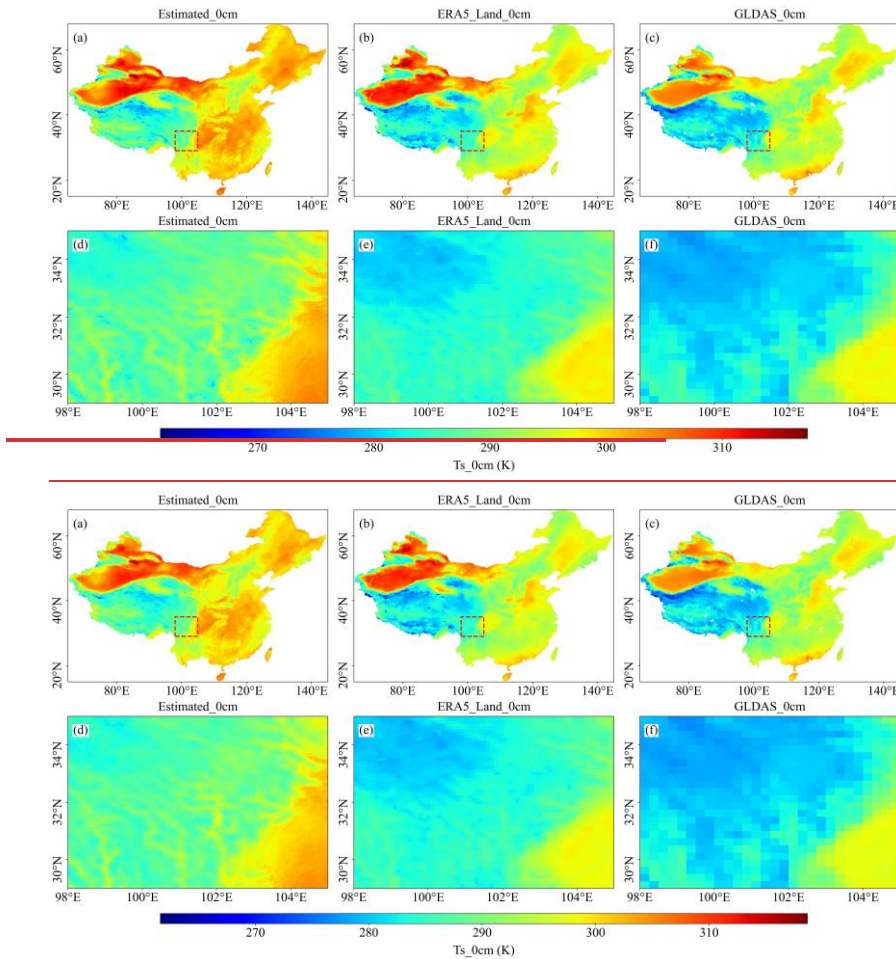 Estimated_0cm ERA5_Land_0cm GLDAS_0cm
(a) (b) (c)
60°N 60°N 60°N
40°N 40°N 40°N
20°N 20°N 20°N
80°E 100°E 120°E 140°E 80°E 100°E 120°E 140°E 80°E 100°E 120°E 140°E
Estimated_0cm ERA5_Land_0cm GLDAS_0cm
(d) (e) (f)
34°N 34°N 34°N
32°N 32°N 32°N
30°N 30°N 30°N
98°E 100°E 102°E 104°E 98°E 100°E 102°E 104°E 98°E 100°E 102°E 104°E
270 280 290 300 310
Ts_0cm (K)
Estimated_0cm ERA5_Land_0cm GLDAS_0cm
(a) (b) (c)
60°N 60°N 60°N
40°N 40°N 40°N
20°N 20°N 20°N
80°E 100°E 120°E 140°E 80°E 100°E 120°E 140°E 80°E 100°E 120°E 140°E
Estimated_0cm ERA5_Land_0cm GLDAS_0cm
(d) (e) (f)
34°N 34°N 34°N
32°N 32°N 32°N
30°N 30°N 30°N
98°E 100°E 102°E 104°E 98°E 100°E 102°E 104°E 98°E 100°E 102°E 104°E
270 280 290 300 310
Ts_0cm (K)